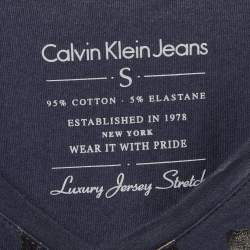 Calvin Klein Jeans
S
95% COTTON - 5% ELASTANE
ESTABLISHED IN 1978
NEW YORK
WEAR IT WITH PRIDE
Luxury Jersey Stretch